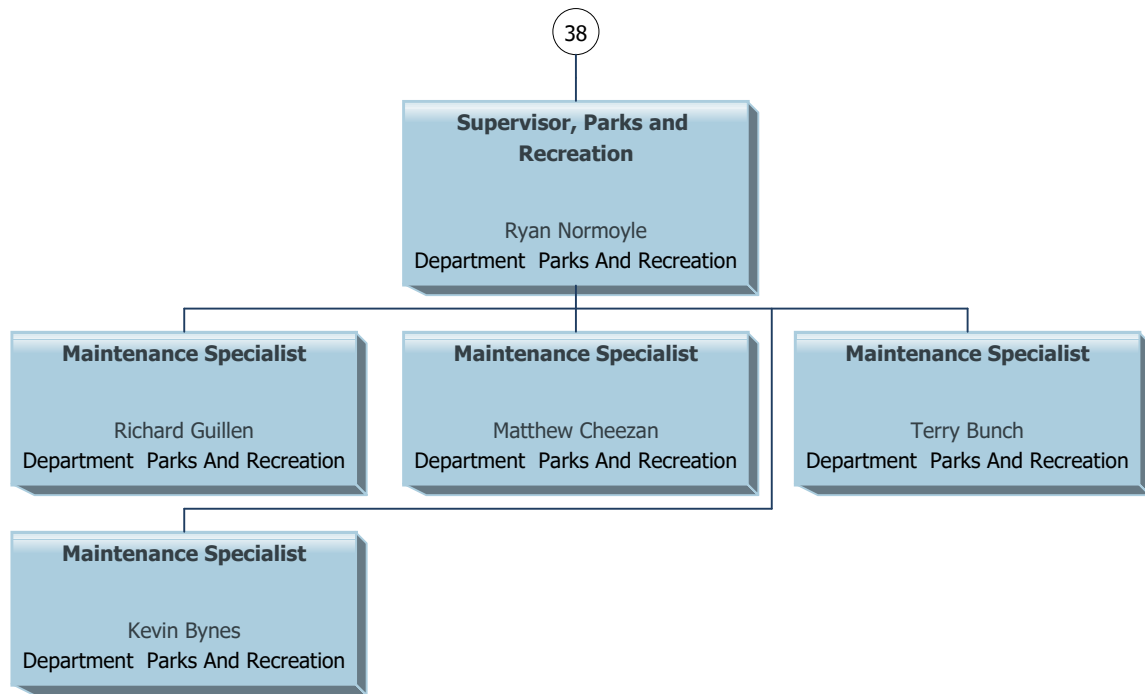 38
Supervisor, Parks and
Recreation
Ryan Normoyle
Department  Parks And Recreation
Maintenance Specialist
Richard Guillen
Department  Parks And Recreation
Maintenance Specialist
Matthew Cheezan
Department  Parks And Recreation
Maintenance Specialist
Terry Bunch
Department  Parks And Recreation
Maintenance Specialist
Kevin Bynes
Department  Parks And Recreation